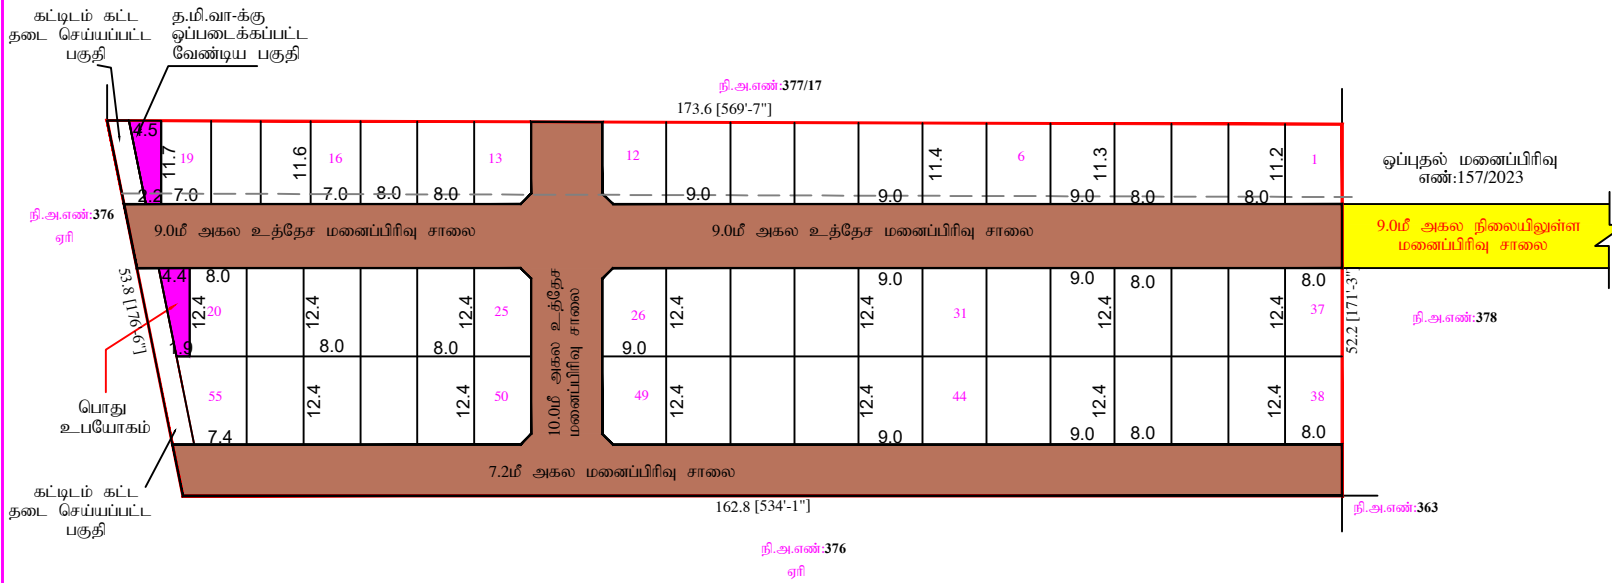 கட்டிடம் கட்ட
தடை செய்யப்பட்ட
பகுதி
த.மி.வா-க்கு
ஒப்படைக்கப்பட்ட
வேண்டிய பகுதி
நி.அ.எண்:377/17
173.6 [569'-7"]
4.5
11.7
19
11.6
16
13
12
11.4
6
11.3
11.2
1
2.2
7.0
7.0
8.0
8.0
9.0
9.0
9.0
8.0
8.0
ஒப்புதல் மனைப்பிரிவு
எண்:157/2023
நி.அ.எண்:376
ஏரி
9.0மீ அகல உத்தேச மனைப்பிரிவு சாலை
9.0மீ அகல உத்தேச மனைப்பிரிவு சாலை
9.0மீ அகல நிலையிலுள்ள
மனைப்பிரிவு சாலை
53.8 [176'-6"]
4.4
8.0
9.0
9.0
8.0
8.0
12.4
20
12.4
12.4
25
26
12.4
12.4
31
12.4
12.4
37
1.9
8.0
8.0
9.0
10.0மீ அகல உத்தேச
மனைப்பிரிவு சாலை
52.2 [171'-3"]
நி.அ.எண்:378
55
12.4
12.4
50
49
12.4
12.4
44
12.4
12.4
38
7.4
9.0
9.0
8.0
8.0
பொது
உபயோகம்
7.2மீ அகல மனைப்பிரிவு சாலை
கட்டிடம் கட்ட
தடை செய்யப்பட்ட
பகுதி
162.8 [534'-1"]
நி.அ.எண்:363
நி.அ.எண்:376
ஏரி